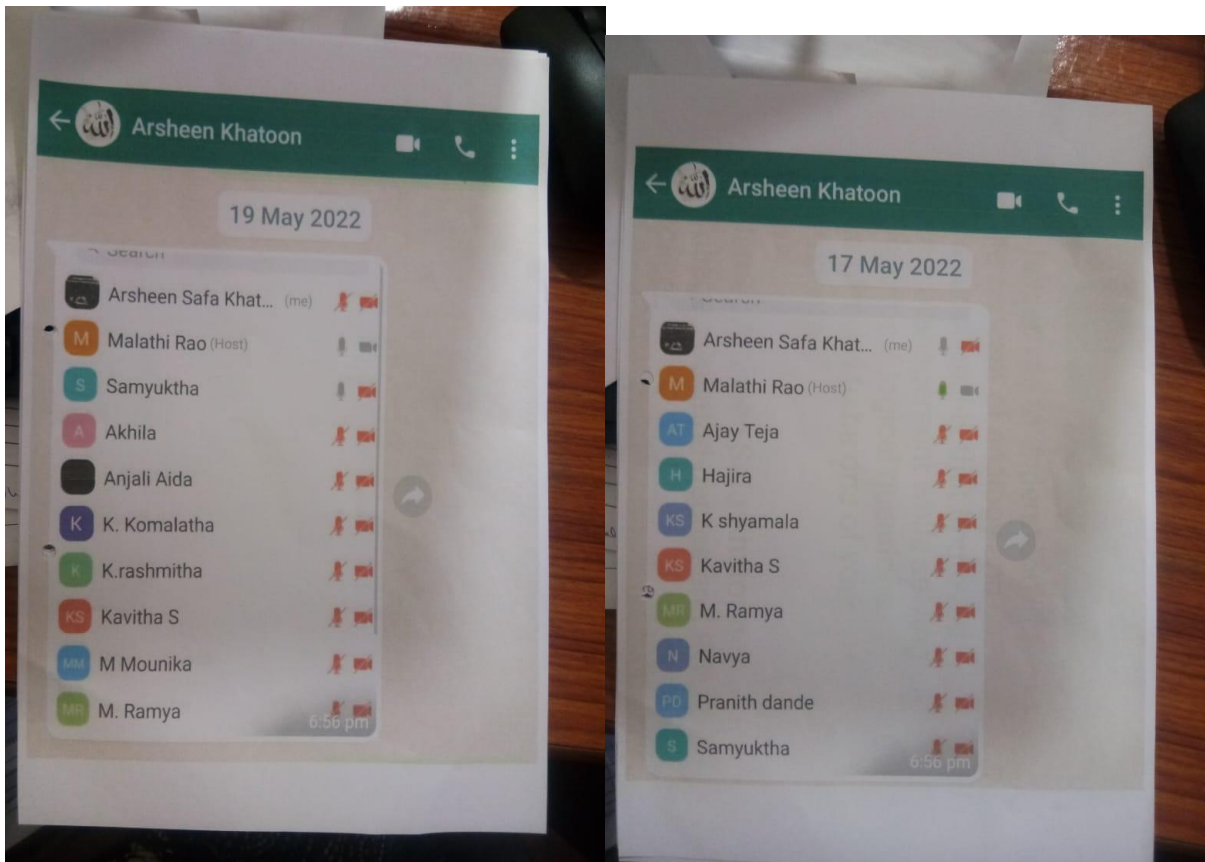 Arsheen Khatoon
19 May 2022
Search
Arsheen Safa Khat... (me)
M Malathi Rao (Host)
S Samyuktha
A Akhila
Anjali Aida
K K. Komalatha
K K.rashmitha
KS Kavitha S
MM M Mounika
MR M. Ramya
6:56 pm
Arsheen Khatoon
17 May 2022
Arsheen Safa Khat... (me)
M Malathi Rao (Host)
AT Ajay Teja
H Hajira
KS K shyamala
KS Kavitha S
MR M. Ramya
N Navya
PD Pranith dande
S Samyuktha
6:56 pm